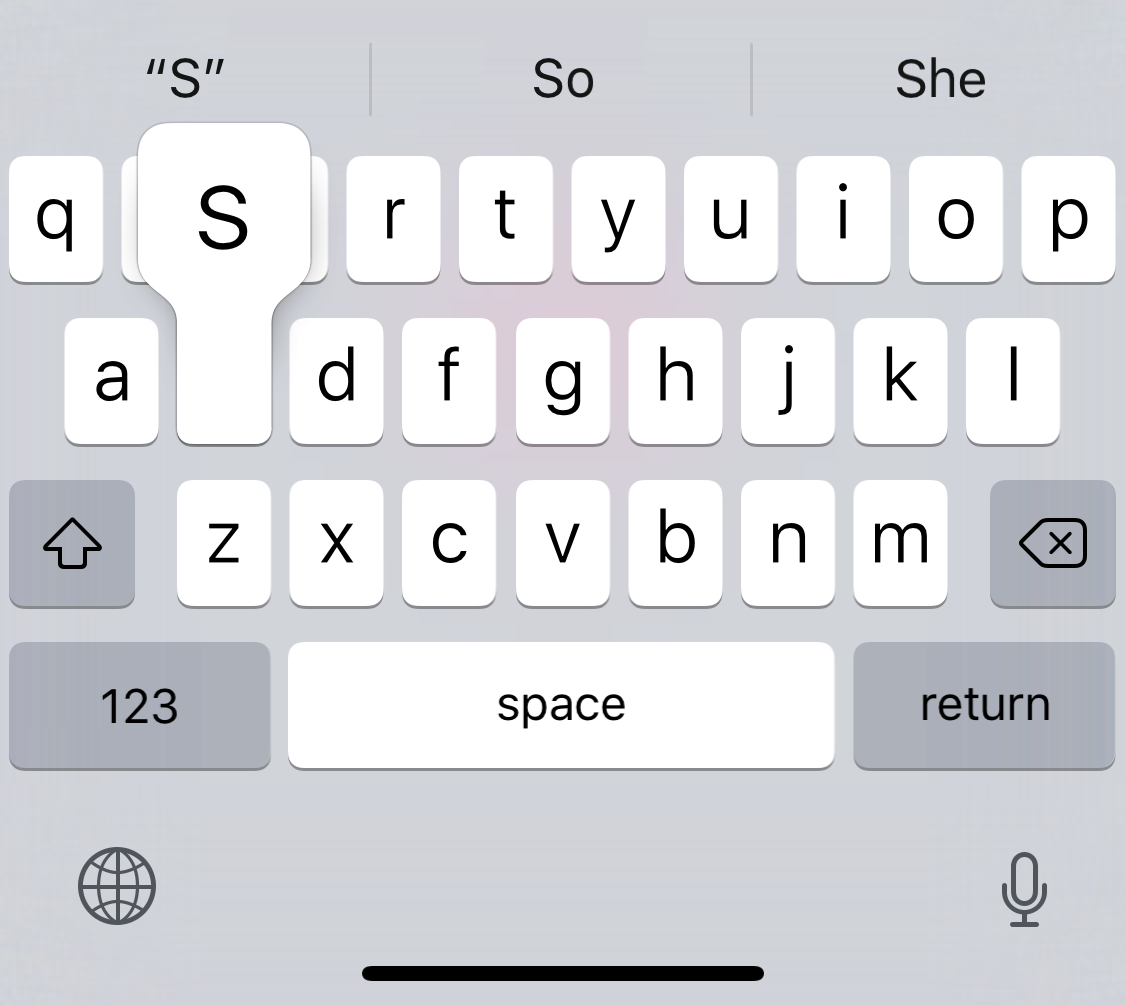 “S” So She
q S r t y u i o p
a d f g h j k l
z x c v b n m
123 space return